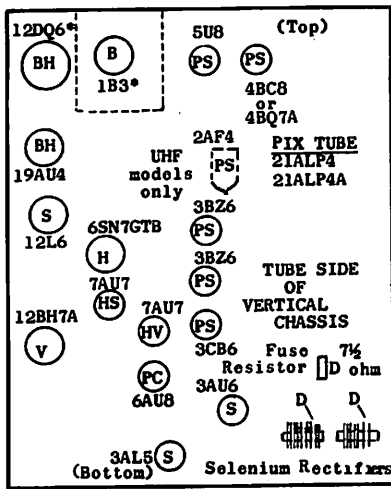 12DQ6*
BH
B
1B3*
5U8
PS
PS
(Top)
4BC8
or
4BQ7A
BH
19AU4
UHF
models
only
2AF4
PS
PIX TUBE
21ALP4
21ALP4A
S
12L6
6SN7GTB
H
3BZ6
PS
3BZ6
PS
TUBE SIDE
OF
VERTICAL
CHASSIS
7AU7
HS
12BH7A
V
7AU7
HV
PS
3CB6
Fuse
Resistor
D
7½
ohm
PC
6AU8
3AU6
S
D
D
3AL5
S
(Bottom)
Selenium Rectifiers